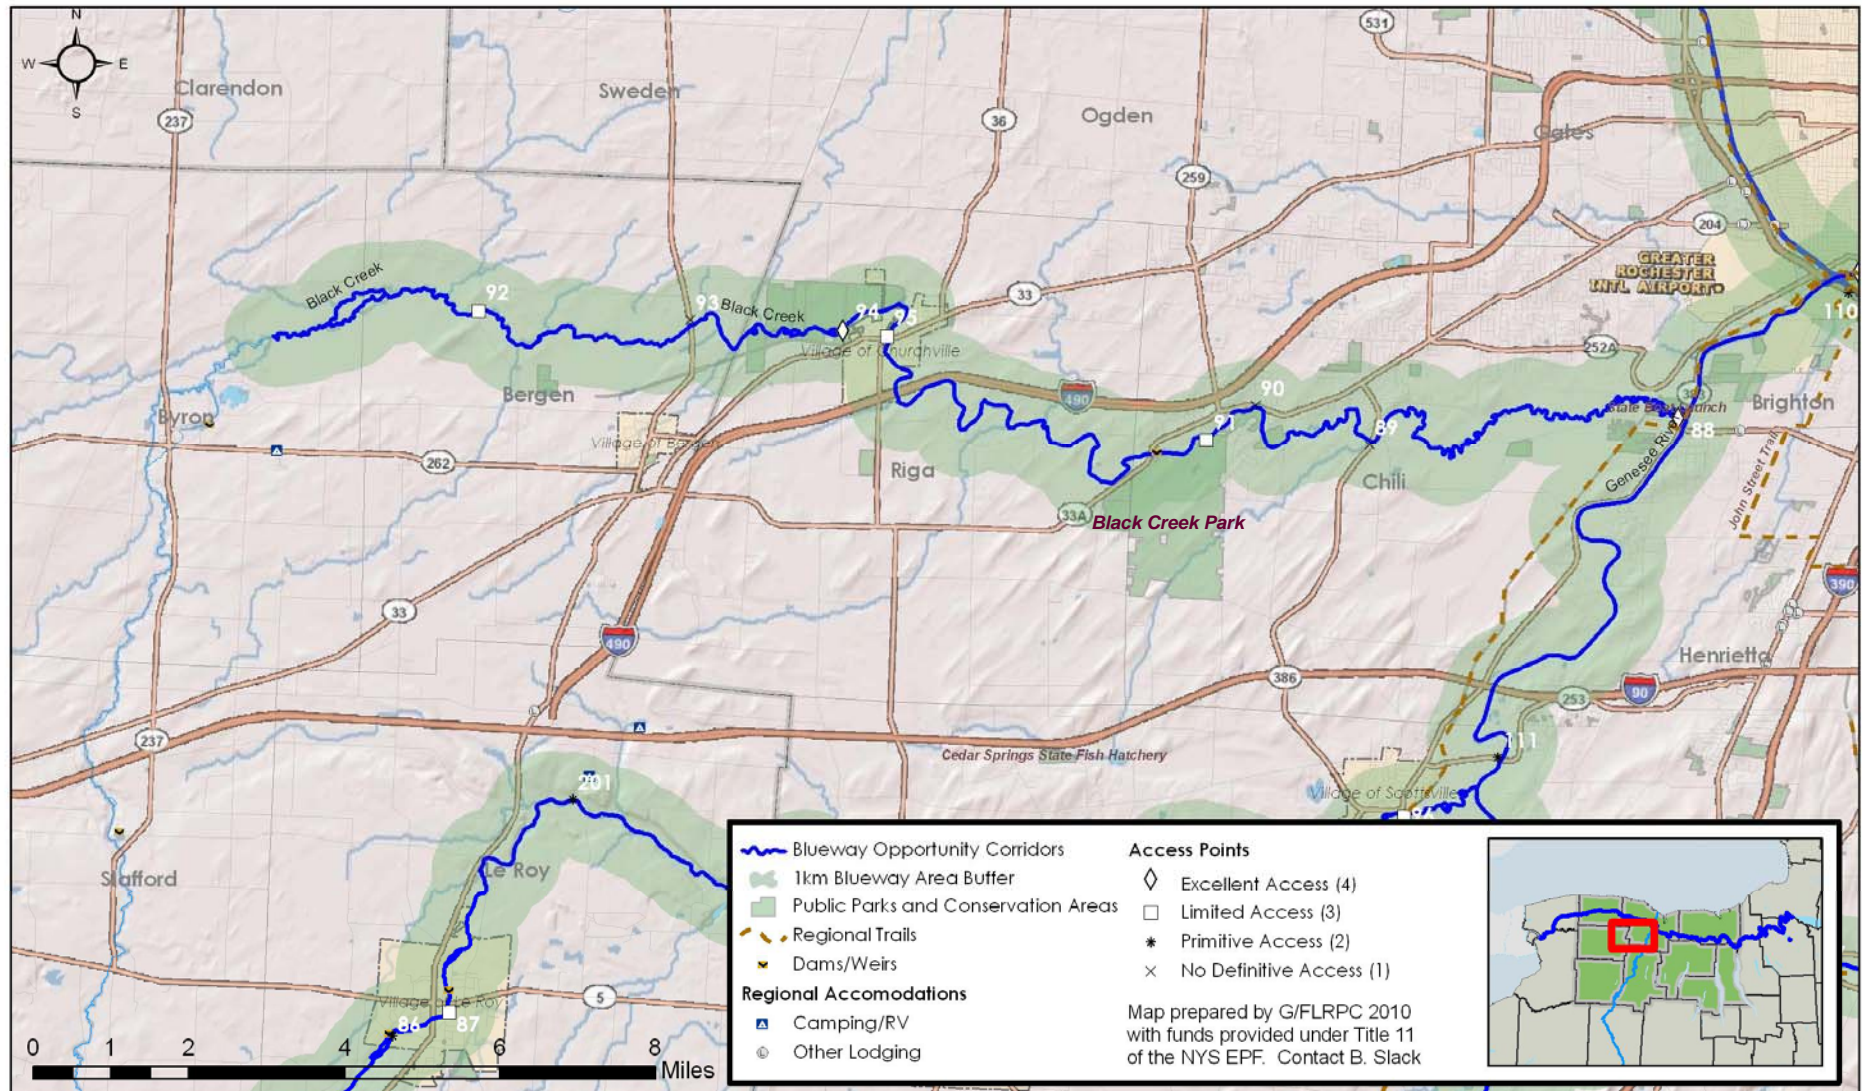 N
W E
S
Clarendon
Sweden
Ogden
Gates
531
237
36
259
204
GREATER
ROCHESTER
INTL AIRPORT
110
Black Creek
92
93
Black Creek
94
95
33
Village of Churchville
252A
383
State Boat Launch
Brighton
Bergen
490
90
91
89
88
Byron
Village of Bergen
262
Riga
Chili
Genesee River
John Street Trail
33A
Black Creek Park
33
490
390
Henrietta
386
253
90
237
Cedar Springs State Fish Hatchery
111
201
Village of Scottsville
Stafford
Le Roy
Village of Le Roy
5
86
87
0 1 2 4 6 8
Miles
Blueway Opportunity Corridors
1km Blueway Area Buffer
Public Parks and Conservation Areas
Regional Trails
Dams/Weirs
Regional Accomodations
Camping/RV
Other Lodging
Access Points
Excellent Access (4)
Limited Access (3)
Primitive Access (2)
No Definitive Access (1)
Map prepared by G/FLRPC 2010
with funds provided under Title 11
of the NYS EPF. Contact B. Slack